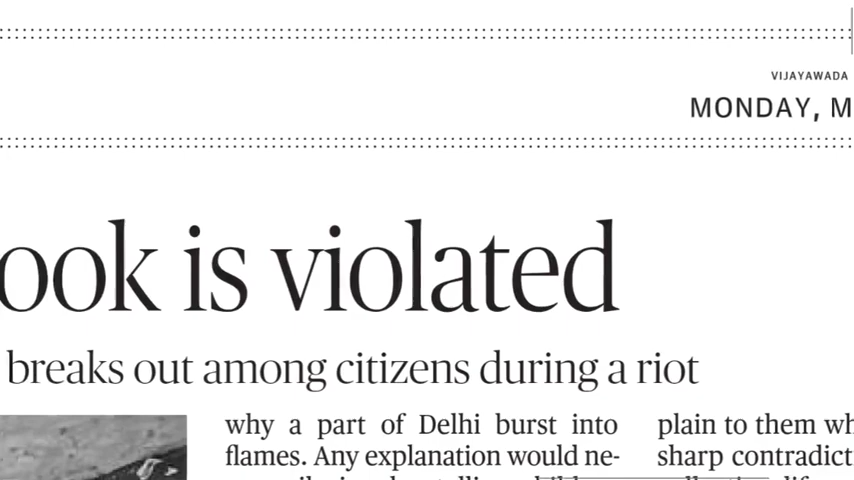 VIJAYAWADA
MONDAY, M
ook is violated
breaks out among citizens during a riot
why a part of Delhi burst into
flames. Any explanation would ne-
plain to them wh
sharp contradict